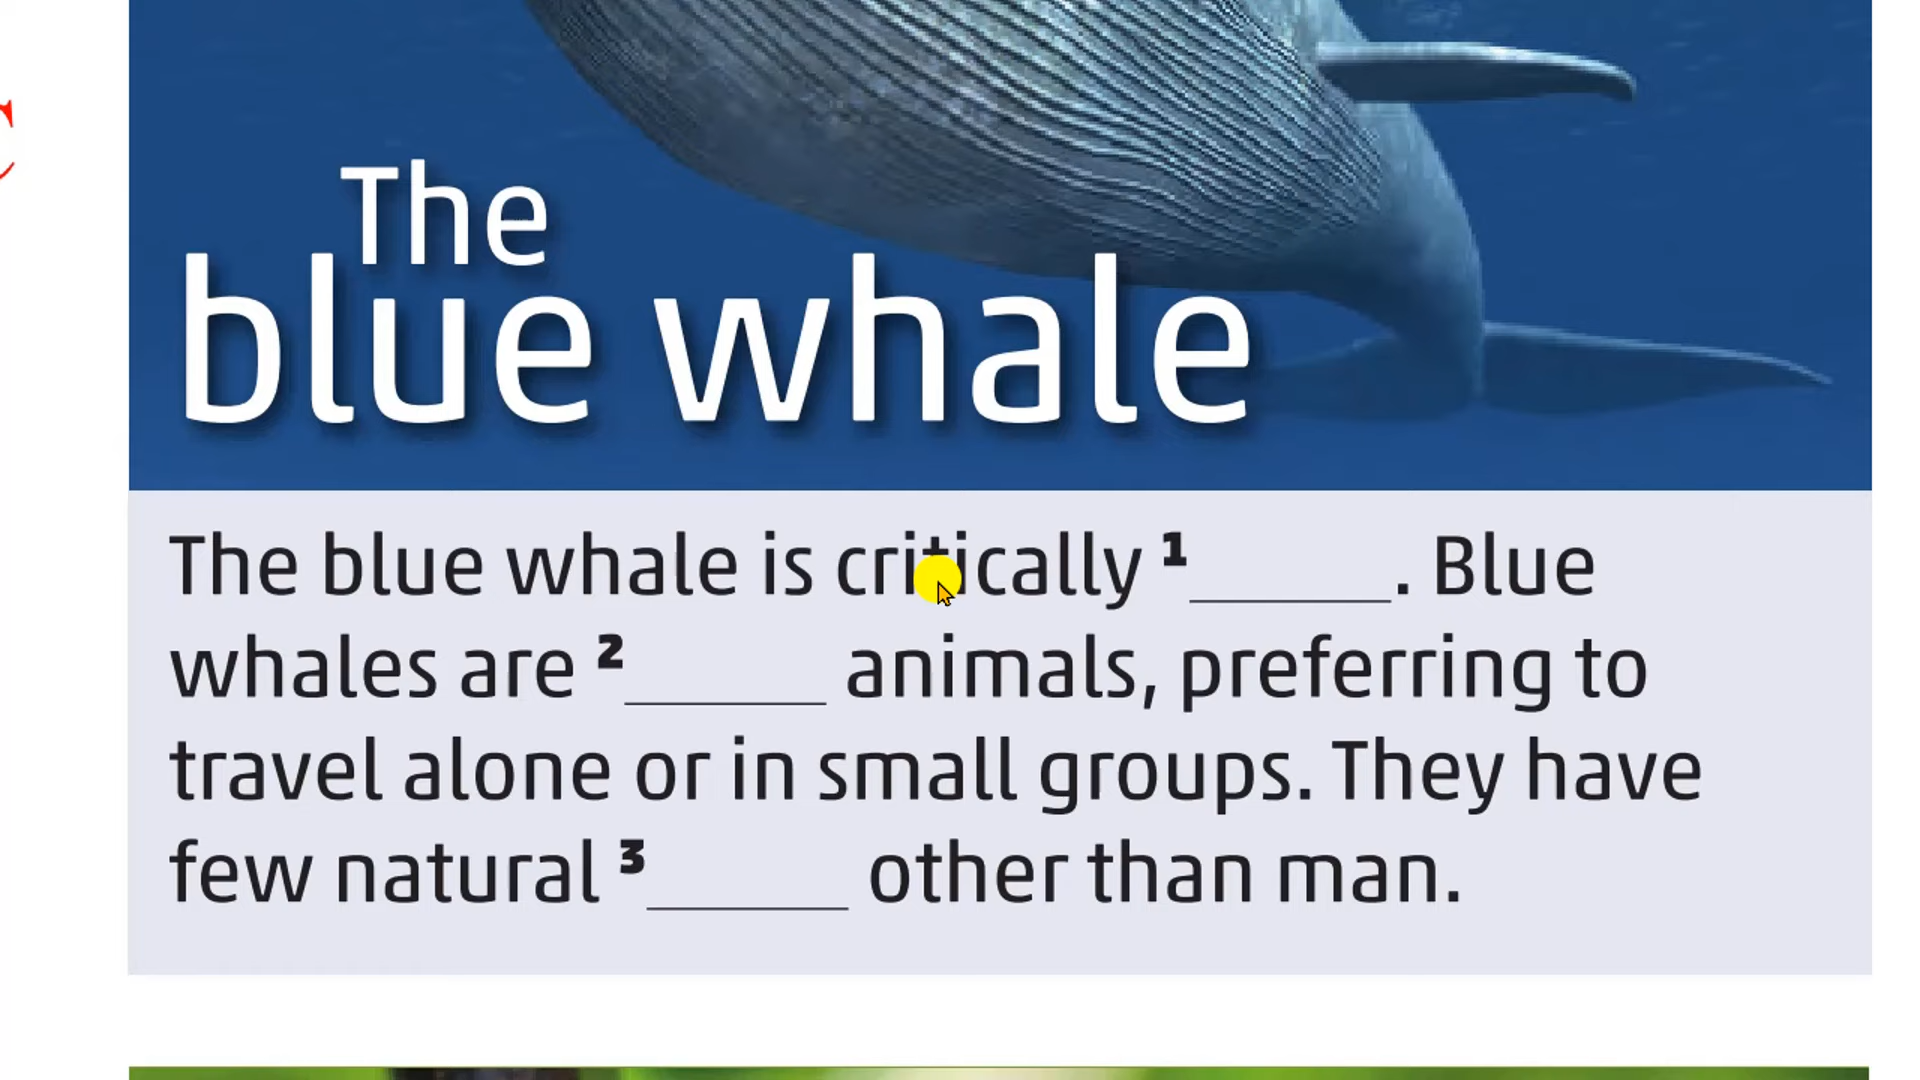 The
blue whale
The blue whale is critically 1______. Blue
whales are 2______ animals, preferring to
travel alone or in small groups. They have
few natural 3______ other than man.